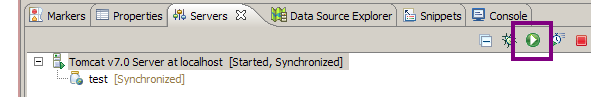 Markers Properties Servers Data Source Explorer Snippets Console
Tomcat v7.0 Server at localhost [Started, Synchronized]
test [Synchronized]